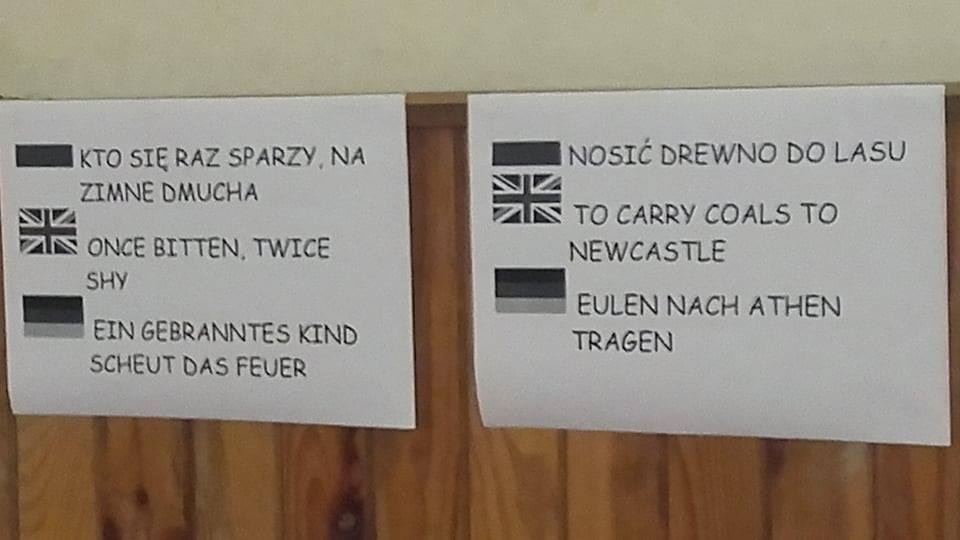 KTO SIĘ RAZ SPARZY, NA
ZIMNE DMUCHA
ONCE BITTEN, TWICE
SHY
EIN GEBRANNTES KIND
SCHEUT DAS FEUER
NOSIĆ DREWNO DO LASU
TO CARRY COALS TO
NEWCASTLE
EULEN NACH ATHEN
TRAGEN